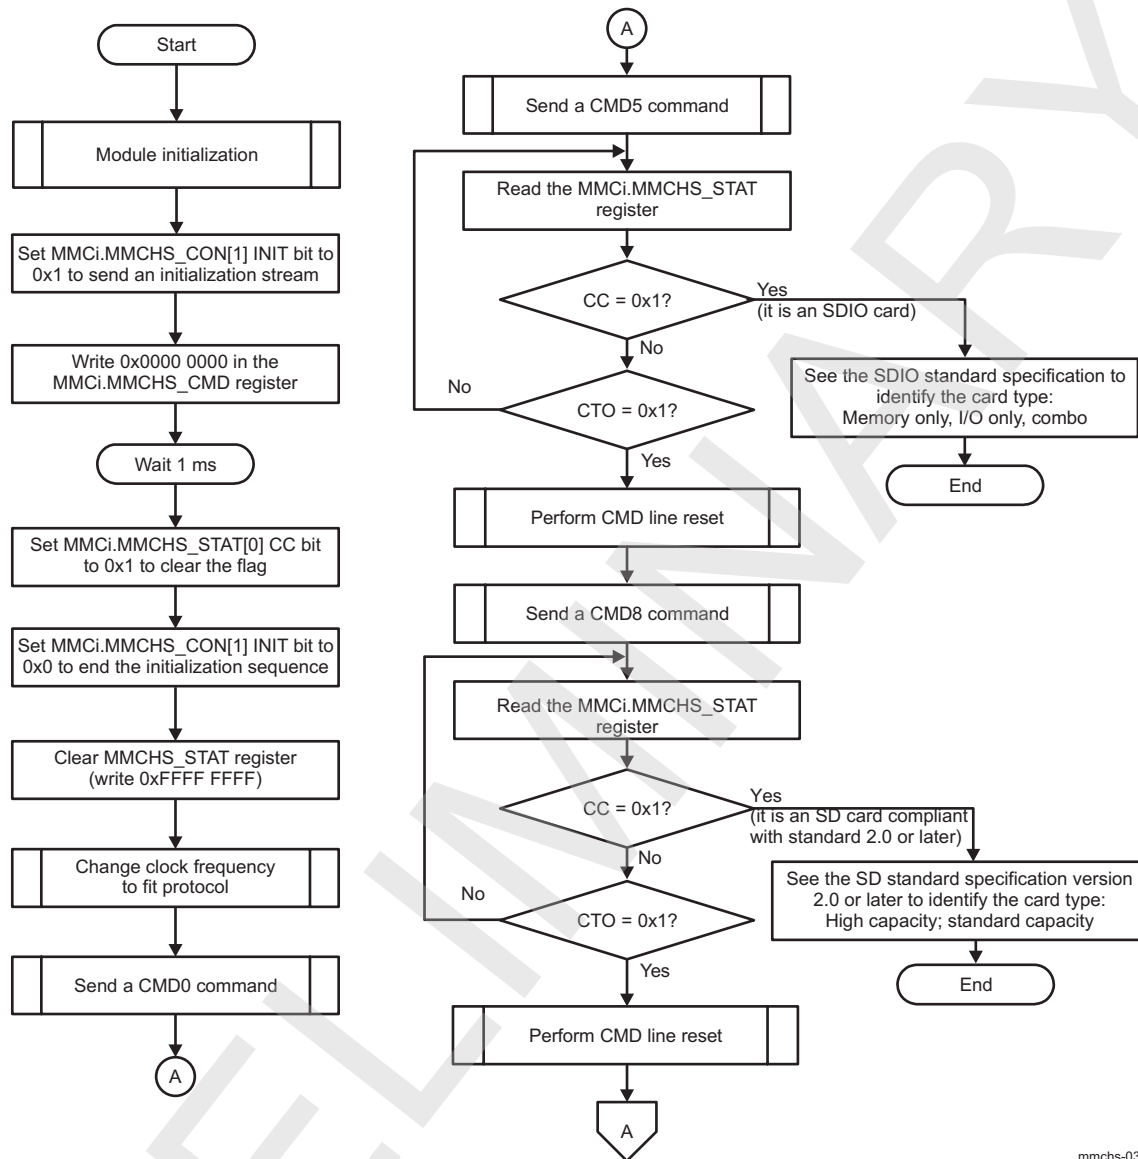 Start
Module initialization
Set MMCi.MMCHS_CON[1] INIT bit to
0x1 to send an initialization stream
Write 0x0000 0000 in the
MMCi.MMCHS_CMD register
Wait 1 ms
Set MMCi.MMCHS_STAT[0] CC bit
to 0x1 to clear the flag
Set MMCi.MMCHS_CON[1] INIT bit to
0x0 to end the initialization sequence
Clear MMCHS_STAT register
(write 0xFFFF FFFF)
Change clock frequency
to fit protocol
Send a CMD0 command
A
A
Send a CMD5 command
Read the MMCi.MMCHS_STAT
register
CC = 0x1?
Yes
(it is an SDIO card)
No
See the SDIO standard specification to
identify the card type:
Memory only, I/O only, combo
End
No
CTO = 0x1?
Yes
Perform CMD line reset
Send a CMD8 command
Read the MMCi.MMCHS_STAT
register
CC = 0x1?
Yes
(it is an SD card compliant
with standard 2.0 or later)
No
See the SD standard specification version
2.0 or later to identify the card type:
High capacity; standard capacity
End
No
CTO = 0x1?
Yes
Perform CMD line reset
A
ELIMINARY